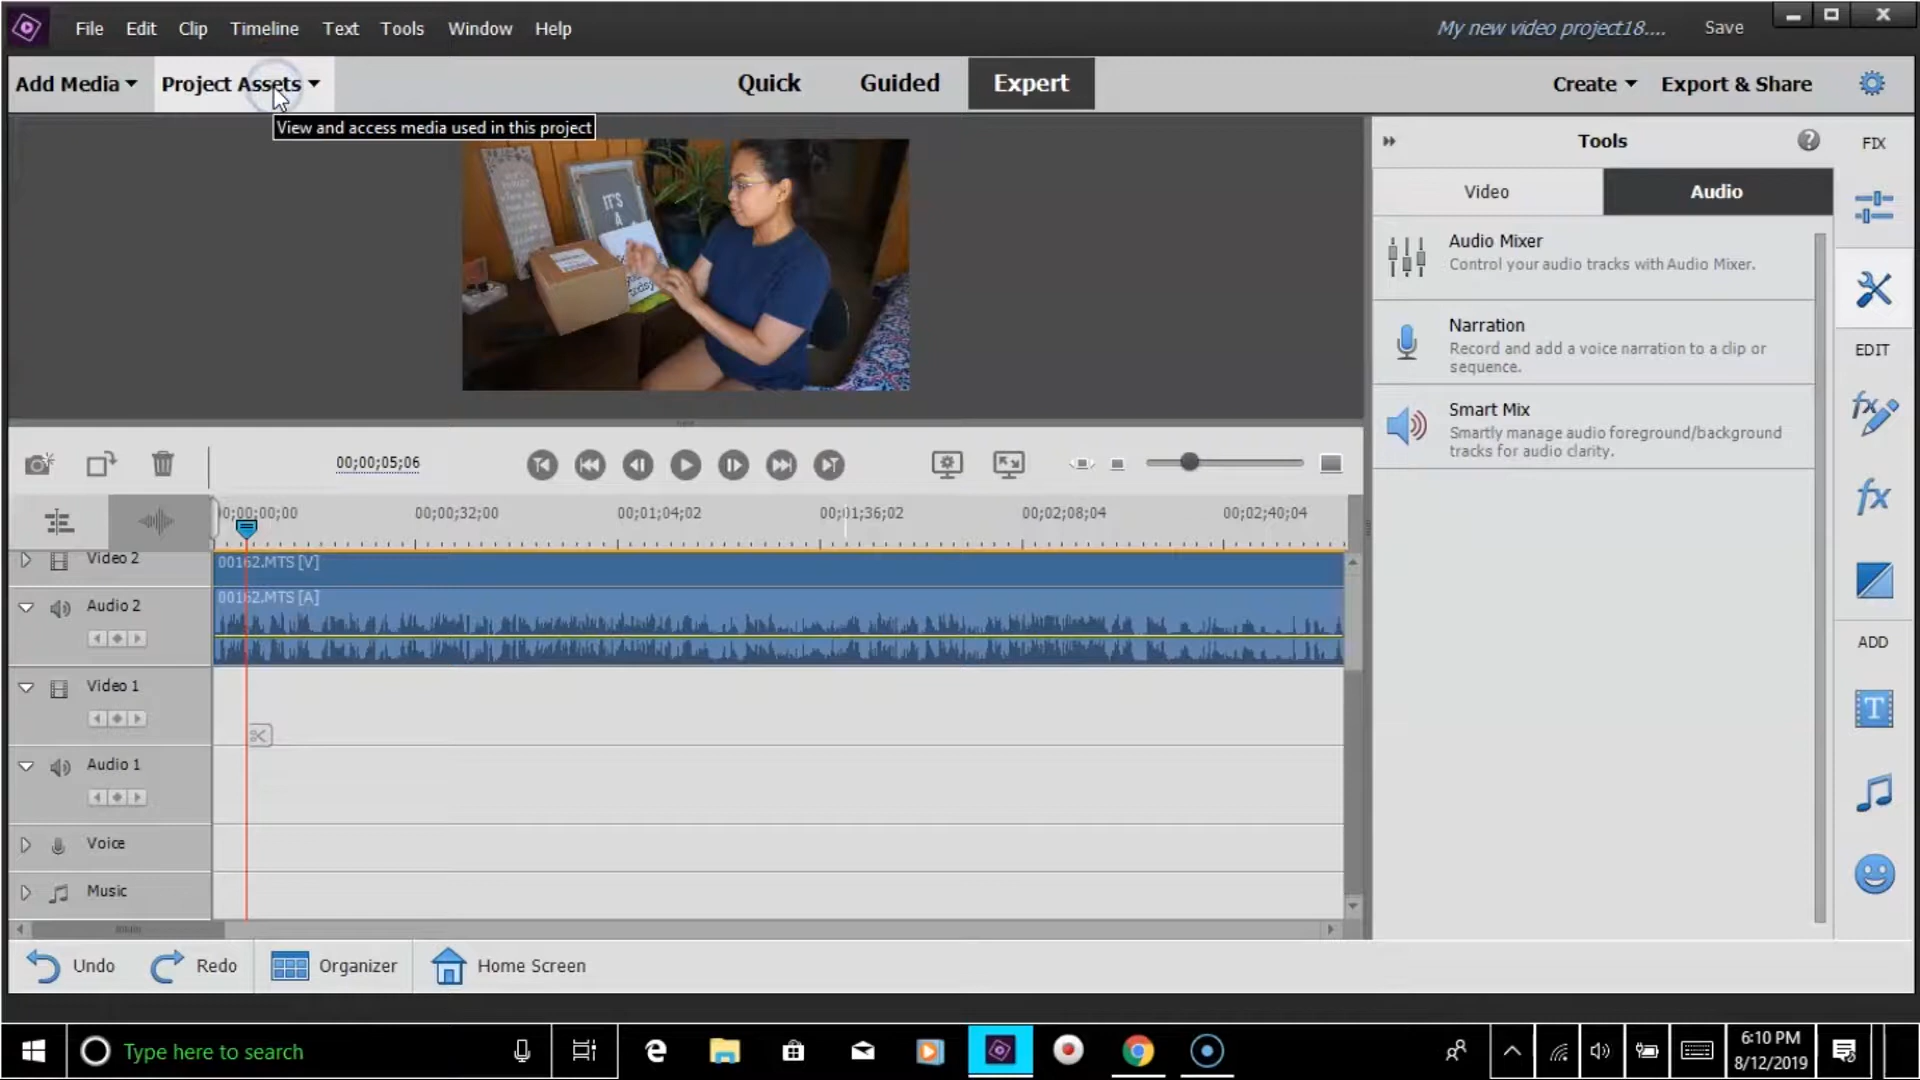 File Edit Clip Timeline Text Tools Window Help
My new video project18....
Save
Add Media
Project Assets
Quick
Guided
Expert
Create
Export & Share
View and access media used in this project
IT'S
A
today
Tools
FIX
Video
Audio
Audio Mixer
Control your audio tracks with Audio Mixer.
Narration
Record and add a voice narration to a clip or
sequence.
EDIT
Smart Mix
Smartly manage audio foreground/background
tracks for audio clarity.
00;00;05;06
00;00;00;00
00;00;32;00
00;01;04;02
00;01;36;02
00;02;08;04
00;02;40;04
Video 2
00162.MTS [V]
00162.MTS [A]
Audio 2
ADD
Video 1
Audio 1
Voice
Music
Undo
Redo
Organizer
Home Screen
Type here to search
6:10 PM
8/12/2019